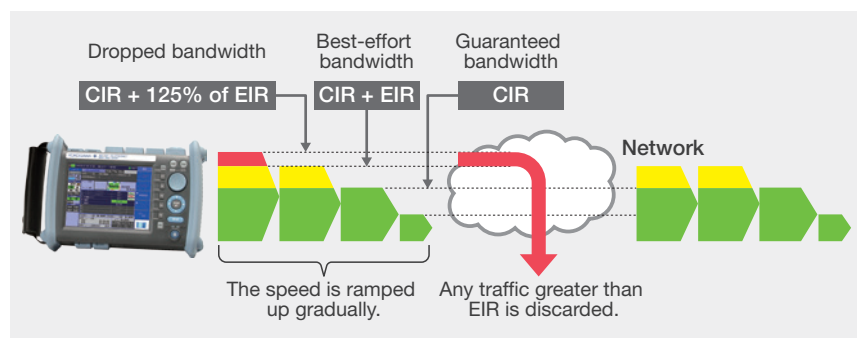 Dropped bandwidth
Best-effort
bandwidth
Guaranteed
bandwidth
CIR + 125% of EIR
CIR + EIR
CIR
Network
The speed is ramped
up gradually.
Any traffic greater than
EIR is discarded.